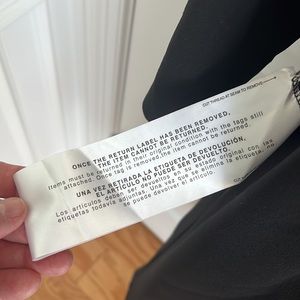 CUT THREAD AT SEAM TO REMOVE
ONCE THE RETURN LABEL HAS BEEN REMOVED,
THE ITEM CANNOT BE RETURNED.
Items must be returned in their original condition with the tags still
attached. Once tag is removed, the item cannot be returned.
UNA VEZ RETIRADA LA ETIQUETA DE DEVOLUCIÓN,
EL ARTÍCULO NO PUEDE SER DEVUELTO.
Los artículos deben ser devueltos en su estado original con las
etiquetas todavía adjuntas. Una vez que se quite la etiqueta, no
se puede devolver el artículo.